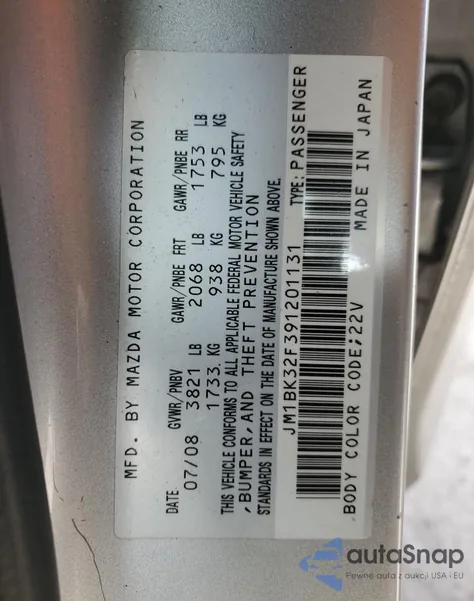 MFD. BY MAZDA MOTOR CORPORATION
DATE GVWR/PNBV GAWR/PNBE FRT GAWR/PNBE RR
07/08 3821 LB 2068 LB 1753 LB
1733. KG 938 KG 795 KG
THIS VEHICLE CONFORMS TO ALL APPLICABLE FEDERAL MOTOR VEHICLE SAFETY
, BUMPER, AND THEFT PREVENTION
STANDARDS IN EFFECT ON THE DATE OF MANUFACTURE SHOWN ABOVE.
JM1BK32F391201131 TYPE: PASSENGER
BODY COLOR CODE;22V MADE IN JAPAN
autoSnap
Pewne auta z aukcji USA i EU